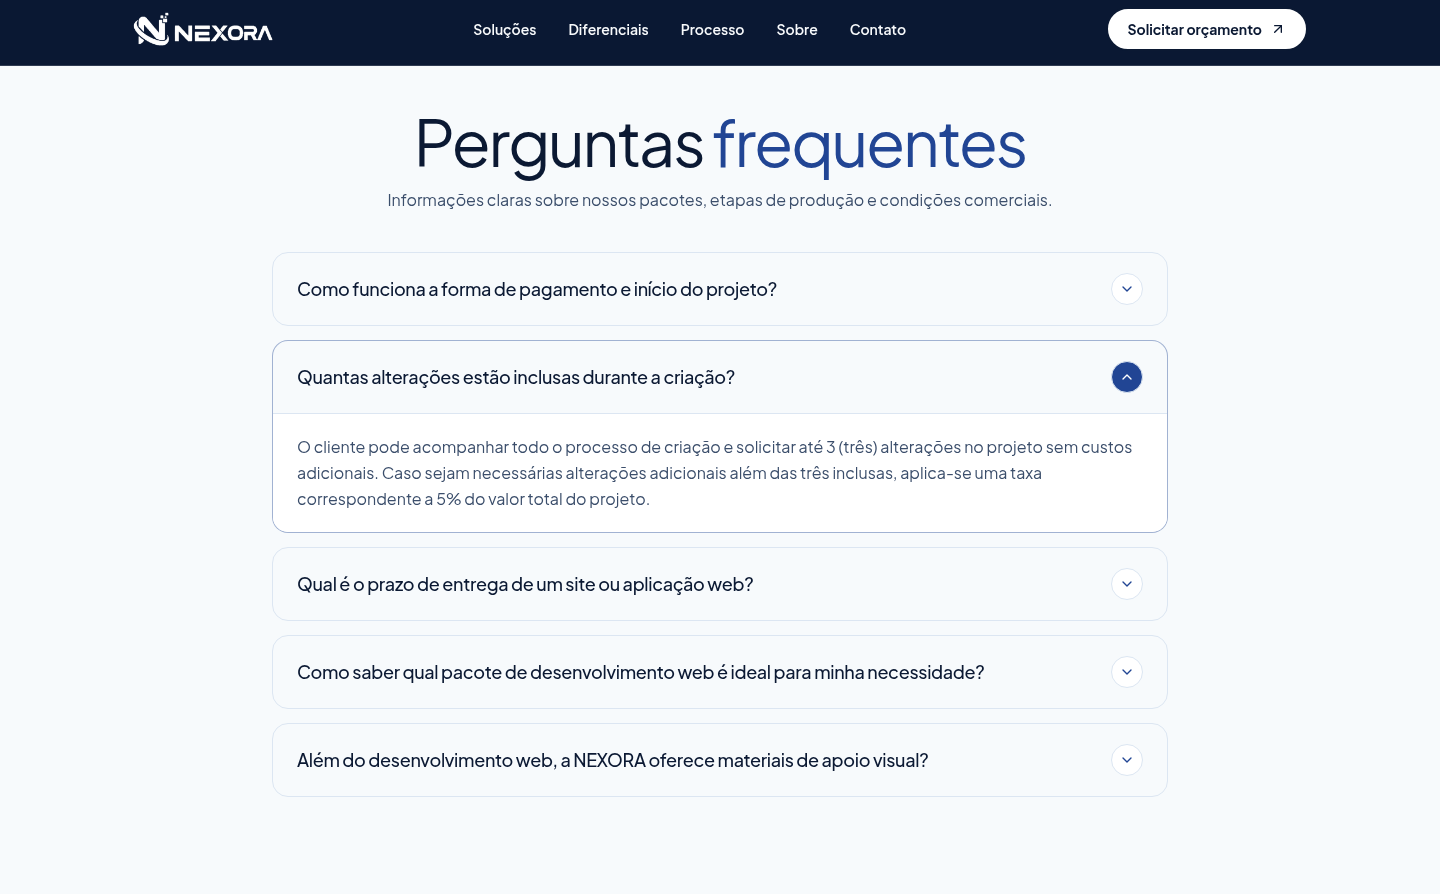 NEXORA
Soluções
Diferenciais
Processo
Sobre
Contato
Solicitar orçamento
Perguntas frequentes
Informações claras sobre nossos pacotes, etapas de produção e condições comerciais.
Como funciona a forma de pagamento e início do projeto?
Quantas alterações estão inclusas durante a criação?
O cliente pode acompanhar todo o processo de criação e solicitar até 3 (três) alterações no projeto sem custos
adicionais. Caso sejam necessárias alterações adicionais além das três inclusas, aplica-se uma taxa
correspondente a 5% do valor total do projeto.
Qual é o prazo de entrega de um site ou aplicação web?
Como saber qual pacote de desenvolvimento web é ideal para minha necessidade?
Além do desenvolvimento web, a NEXORA oferece materiais de apoio visual?